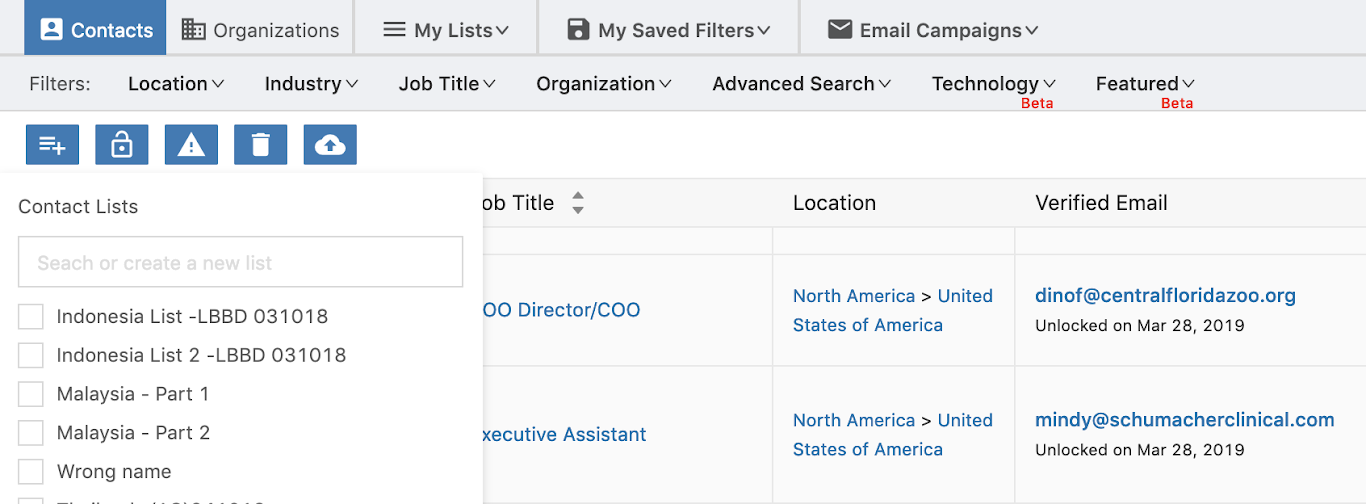 Contacts Organizations My Lists My Saved Filters Email Campaigns
Filters: Location Industry Job Title Organization Advanced Search Technology Featured
Beta Beta
Contact Lists
ob Title Location Verified Email
Seach or create a new list
Indonesia List -LBBD 031018
Indonesia List 2 -LBBD 031018
Malaysia - Part 1
Malaysia - Part 2
Wrong name
OO Director/COO
North America > United
States of America
dinof@centralfloridazoo.org
Unlocked on Mar 28, 2019
xecutive Assistant
North America > United
States of America
mindy@schumacherclinical.com
Unlocked on Mar 28, 2019